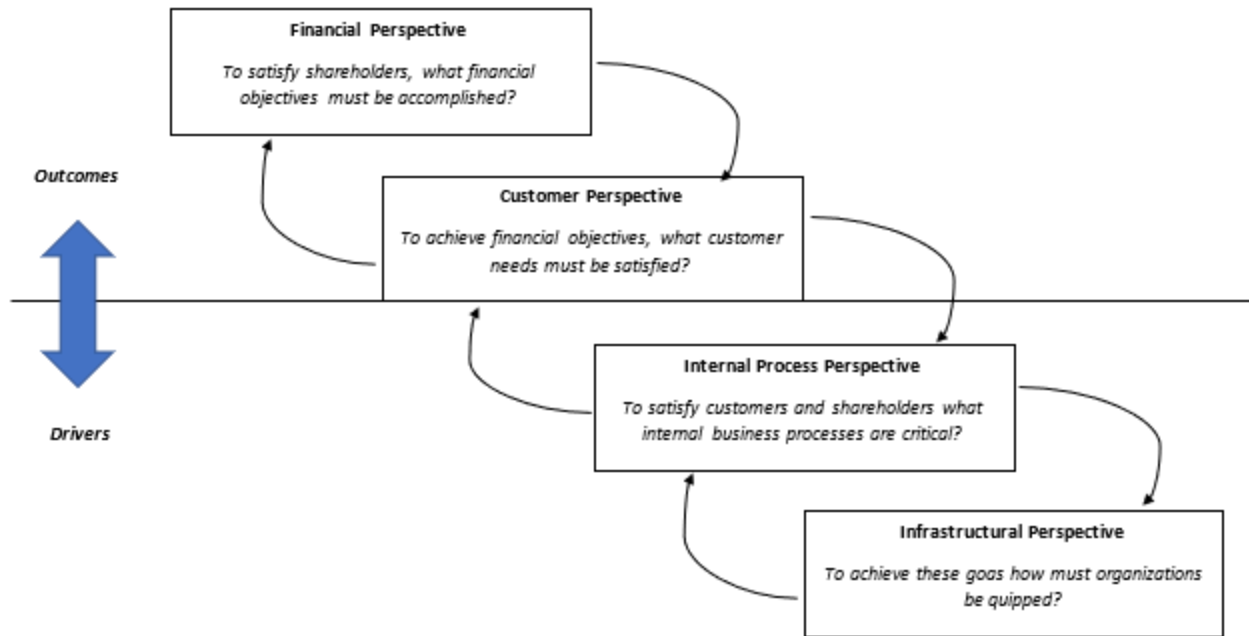 Financial Perspective
To satisfy shareholders, what financial
objectives must be accomplished?
Outcomes
Customer Perspective
To achieve financial objectives, what customer
needs must be satisfied?
Internal Process Perspective
To satisfy customers and shareholders what
internal business processes are critical?
Drivers
Infrastructural Perspective
To achieve these goas how must organizations
be quipped?